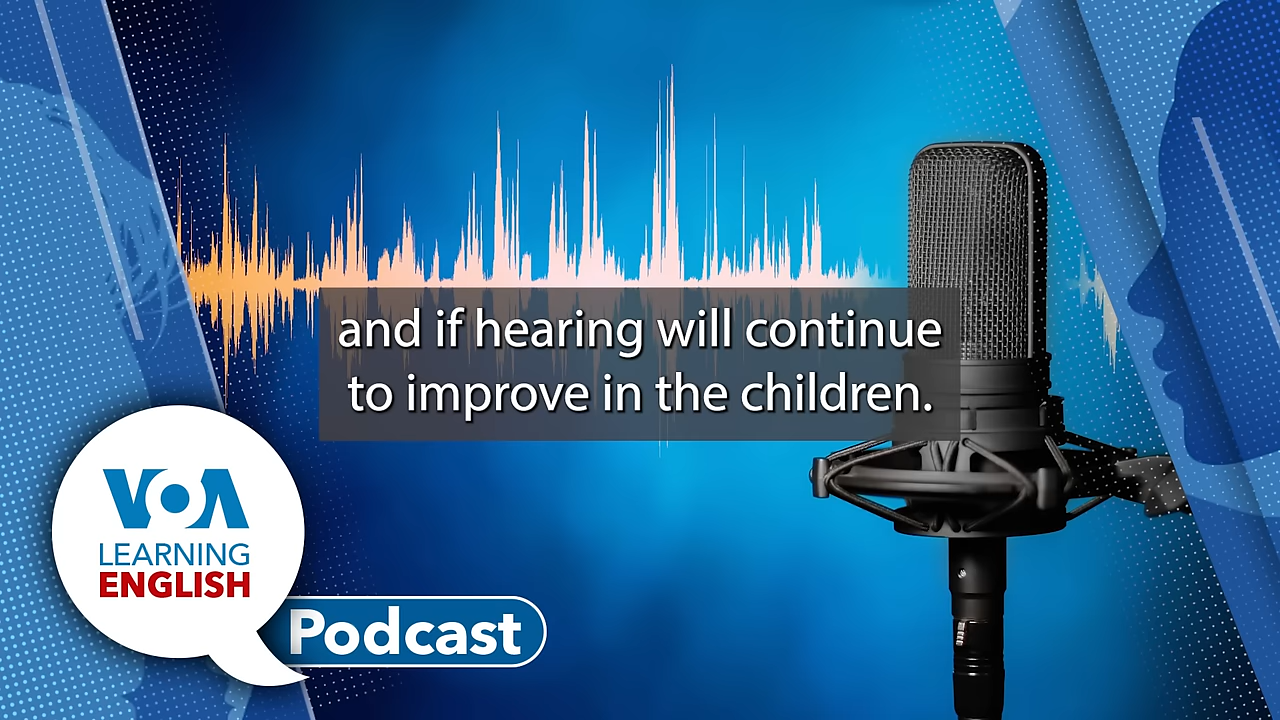 and if hearing will continue
to improve in the children.
VOA
LEARNING
ENGLISH
Podcast